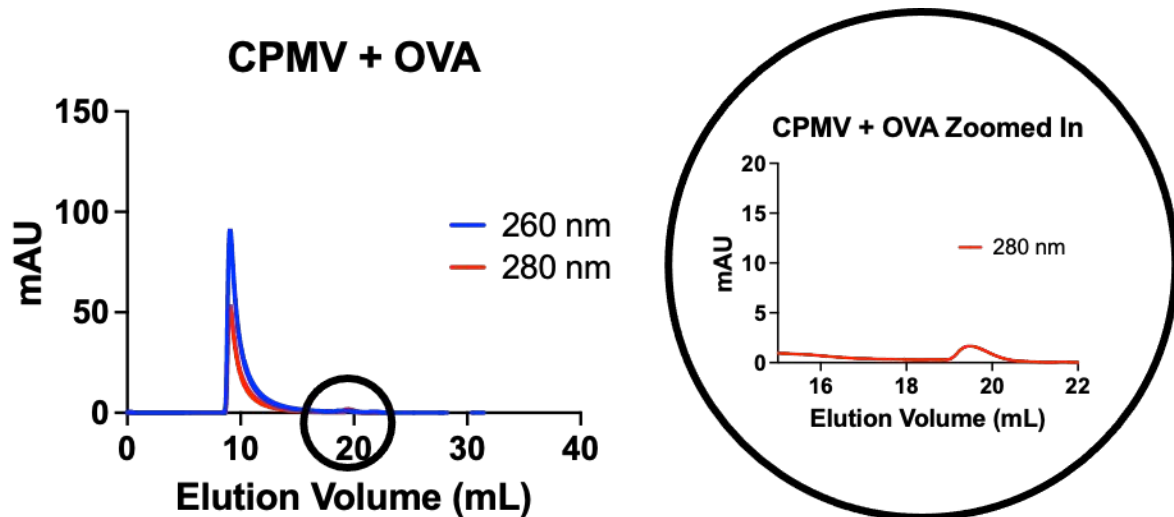 CPMV + OVA
150
100
50
0
mAU
260 nm
280 nm
0 10 20 30 40
Elution Volume (mL)
CPMV + OVA Zoomed In
20
15
10
5
0
mAU
280 nm
16 18 20 22
Elution Volume (mL)